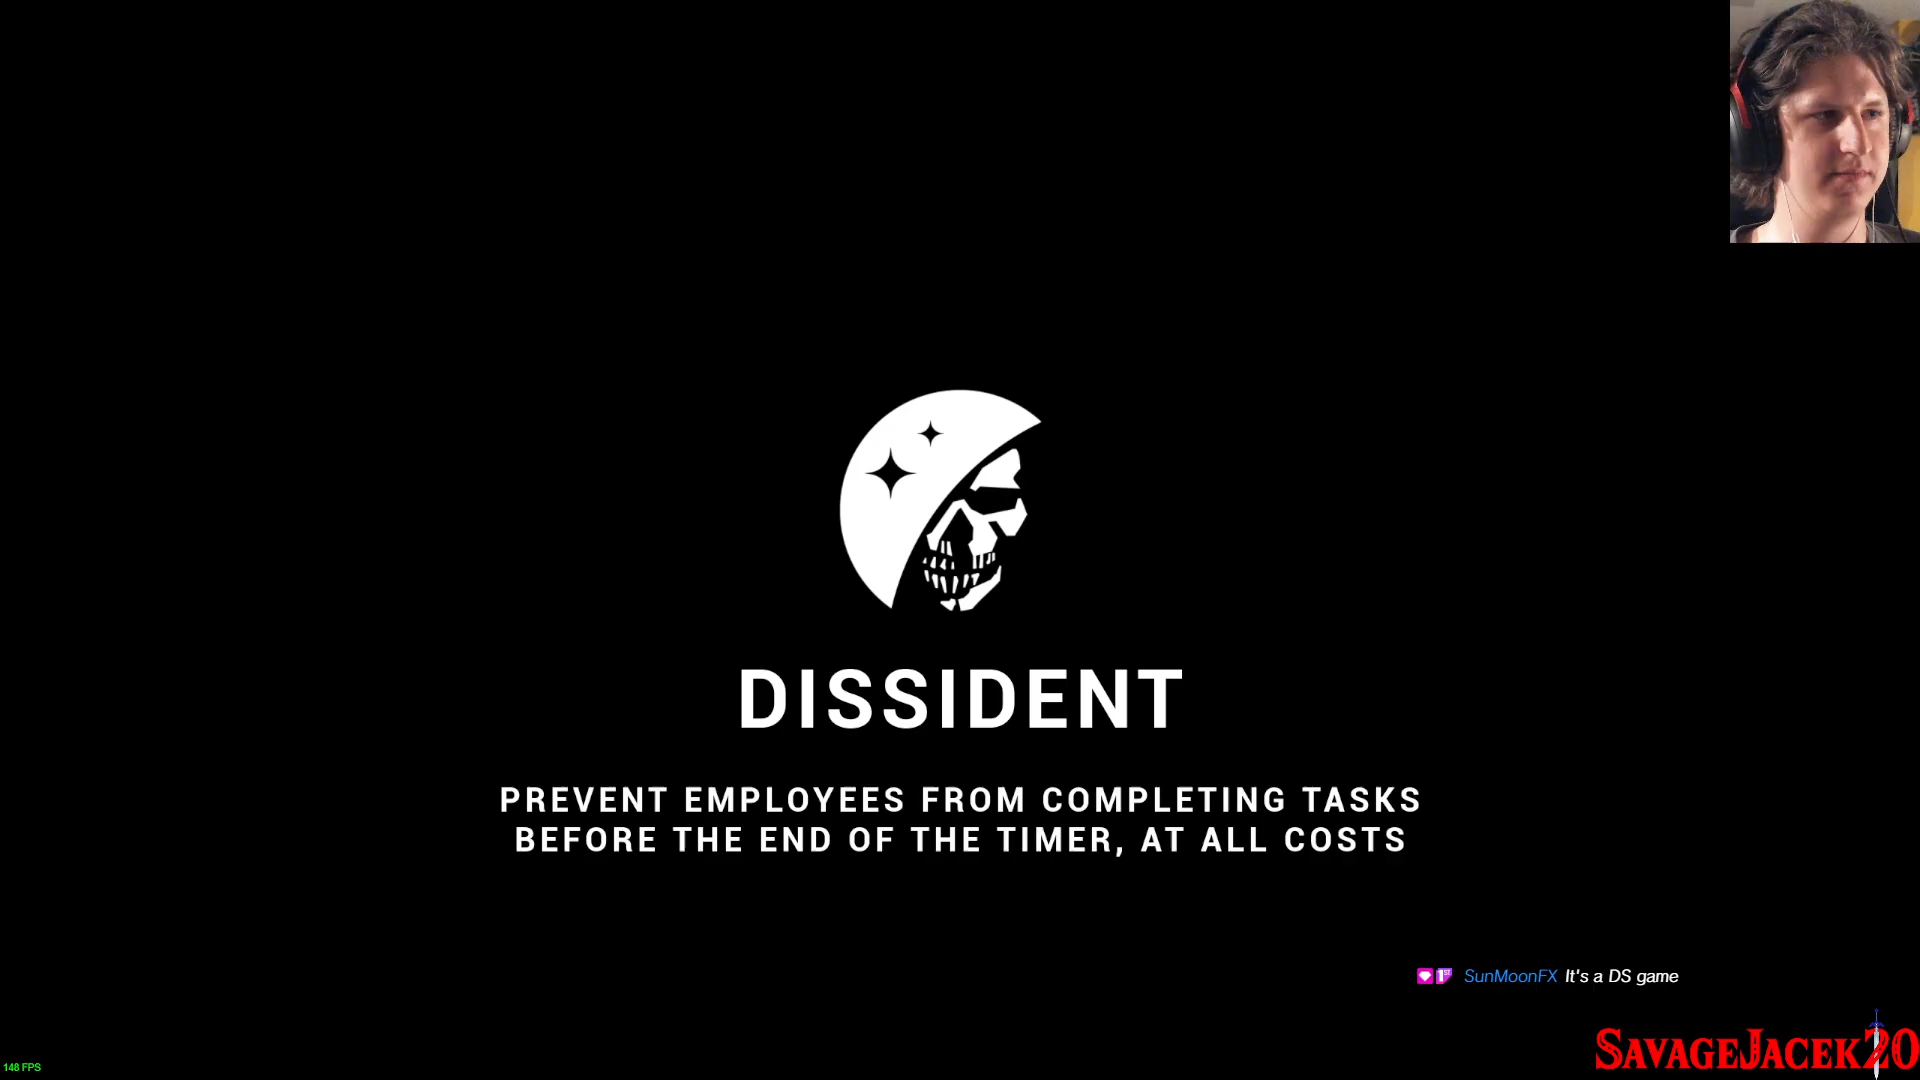 DISSIDENT
PREVENT EMPLOYEES FROM COMPLETING TASKS
BEFORE THE END OF THE TIMER, AT ALL COSTS
1ST SunMoonFX It's a DS game
SAVAGEJACEK20
148 FPS